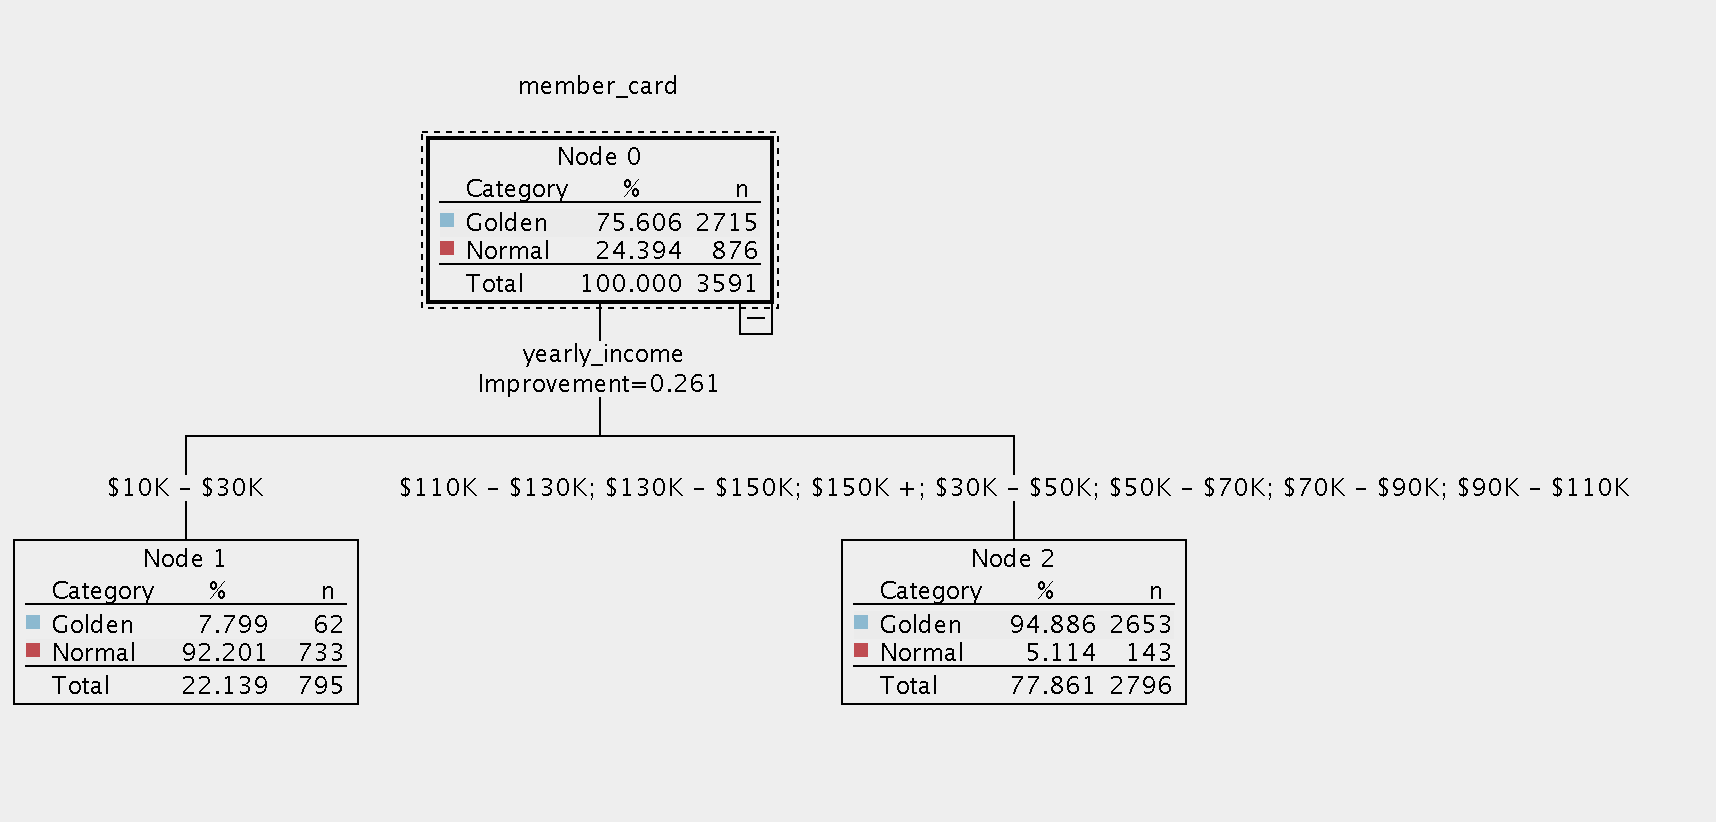 member_card
Node 0
Category % n
Golden 75.606 2715
Normal 24.394 876
Total 100.000 3591
yearly_income
Improvement=0.261
$10K – $30K
$110K – $130K; $130K – $150K; $150K +; $30K – $50K; $50K – $70K; $70K – $90K; $90K – $110K
Node 1
Category % n
Golden 7.799 62
Normal 92.201 733
Total 22.139 795
Node 2
Category % n
Golden 94.886 2653
Normal 5.114 143
Total 77.861 2796